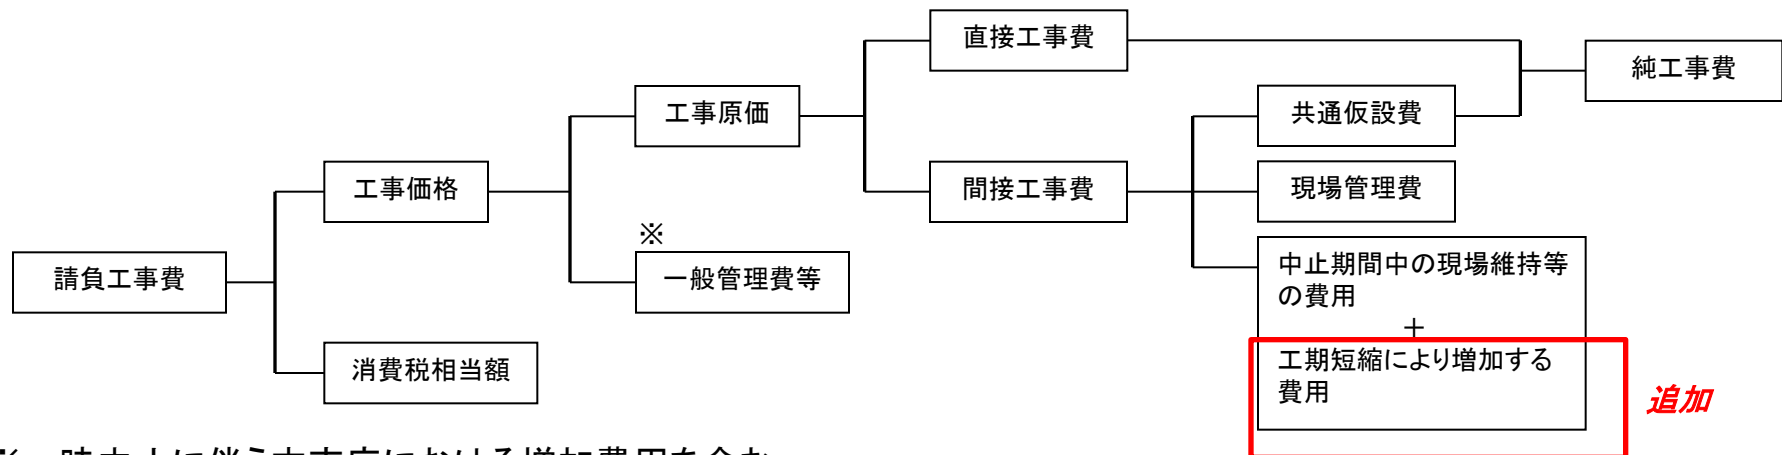 直接工事費
純工事費
工事原価
共通仮設費
工事価格
間接工事費
現場管理費
※
請負工事費
一般管理費等
中止期間中の現場維持等
の費用
＋
工期短縮により増加する
費用
消費税相当額
追加